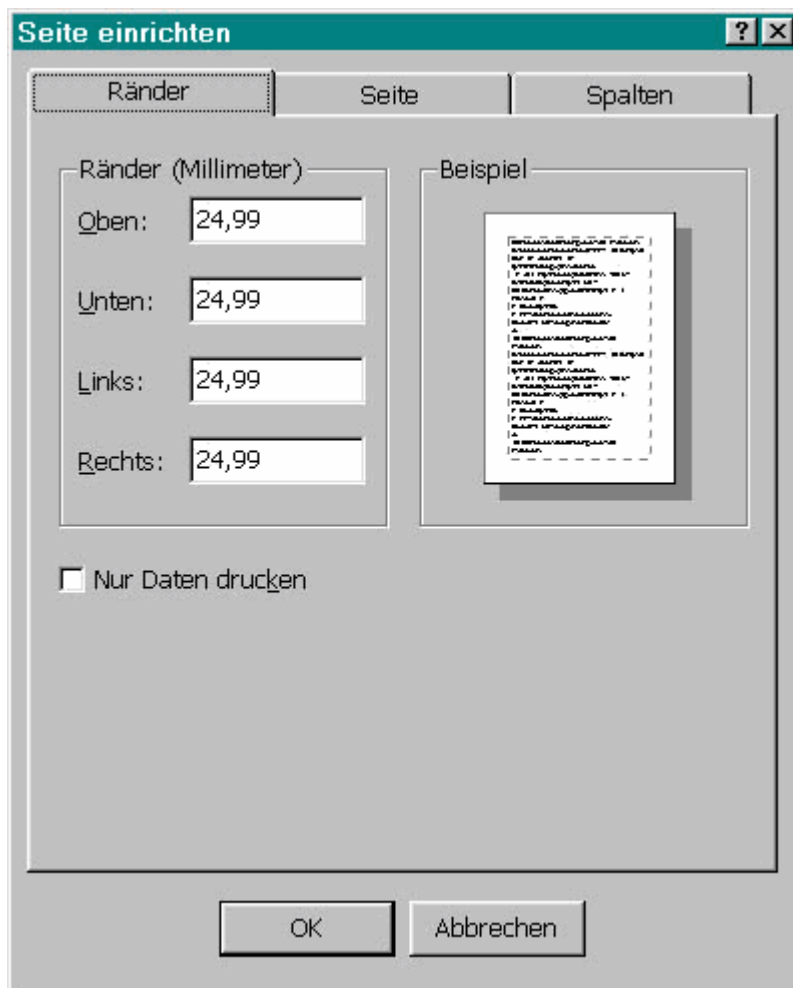 Seite einrichten
Ränder Seite Spalten
Ränder (Millimeter)
Oben: 24,99
Unten: 24,99
Links: 24,99
Rechts: 24,99
Beispiel
Nur Daten drucken
OK Abbrechen